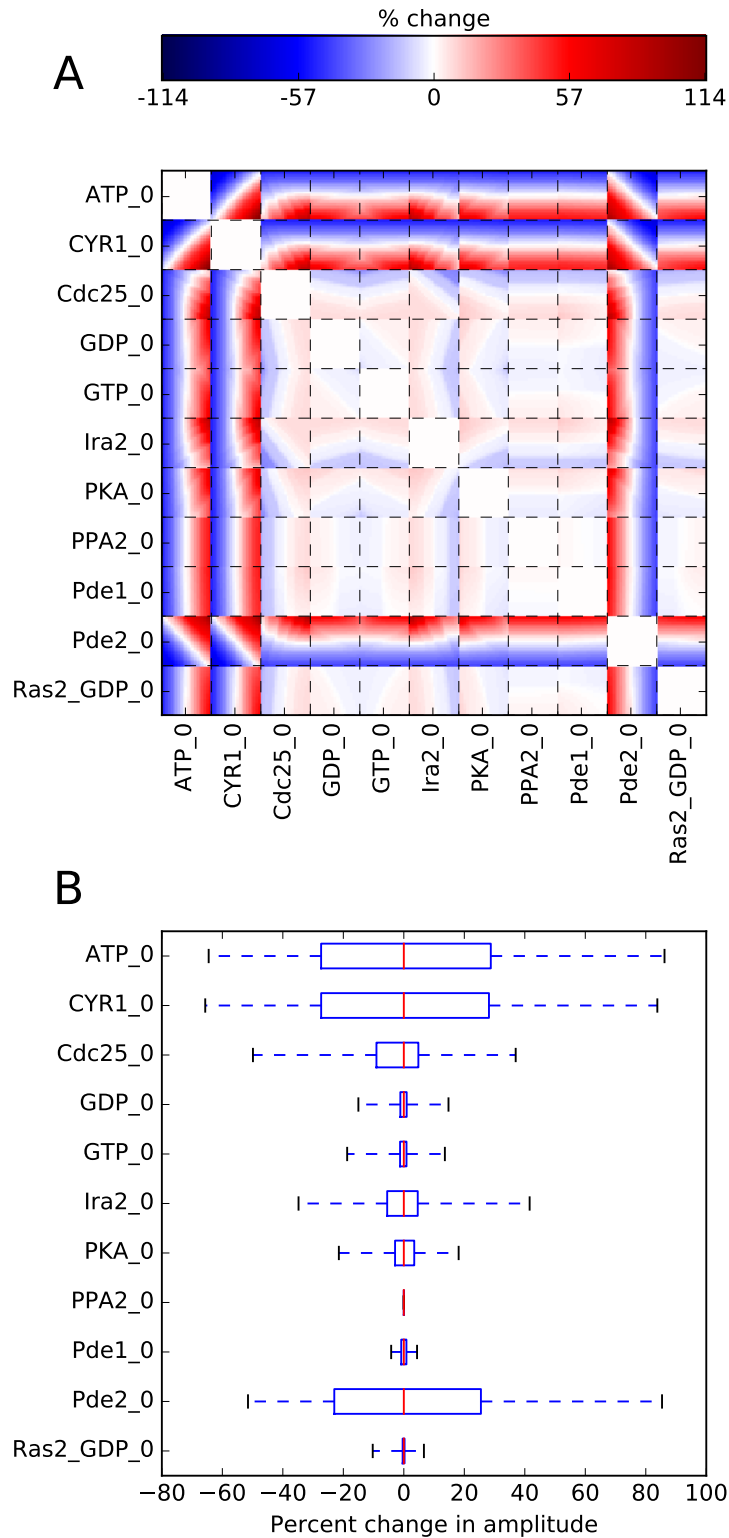 % change
A
-114 -57 0 57 114
ATP_0
CYR1_0
Cdc25_0
GDP_0
GTP_0
Ira2_0
PKA_0
PPA2_0
Pde1_0
Pde2_0
Ras2_GDP_0
ATP_0 CYR1_0 Cdc25_0 GDP_0 GTP_0 Ira2_0 PKA_0 PPA2_0 Pde1_0 Pde2_0 Ras2_GDP_0
B
ATP_0
CYR1_0
Cdc25_0
GDP_0
GTP_0
Ira2_0
PKA_0
PPA2_0
Pde1_0
Pde2_0
Ras2_GDP_0
−80 −60 −40 −20 0 20 40 60 80 100
Percent change in amplitude